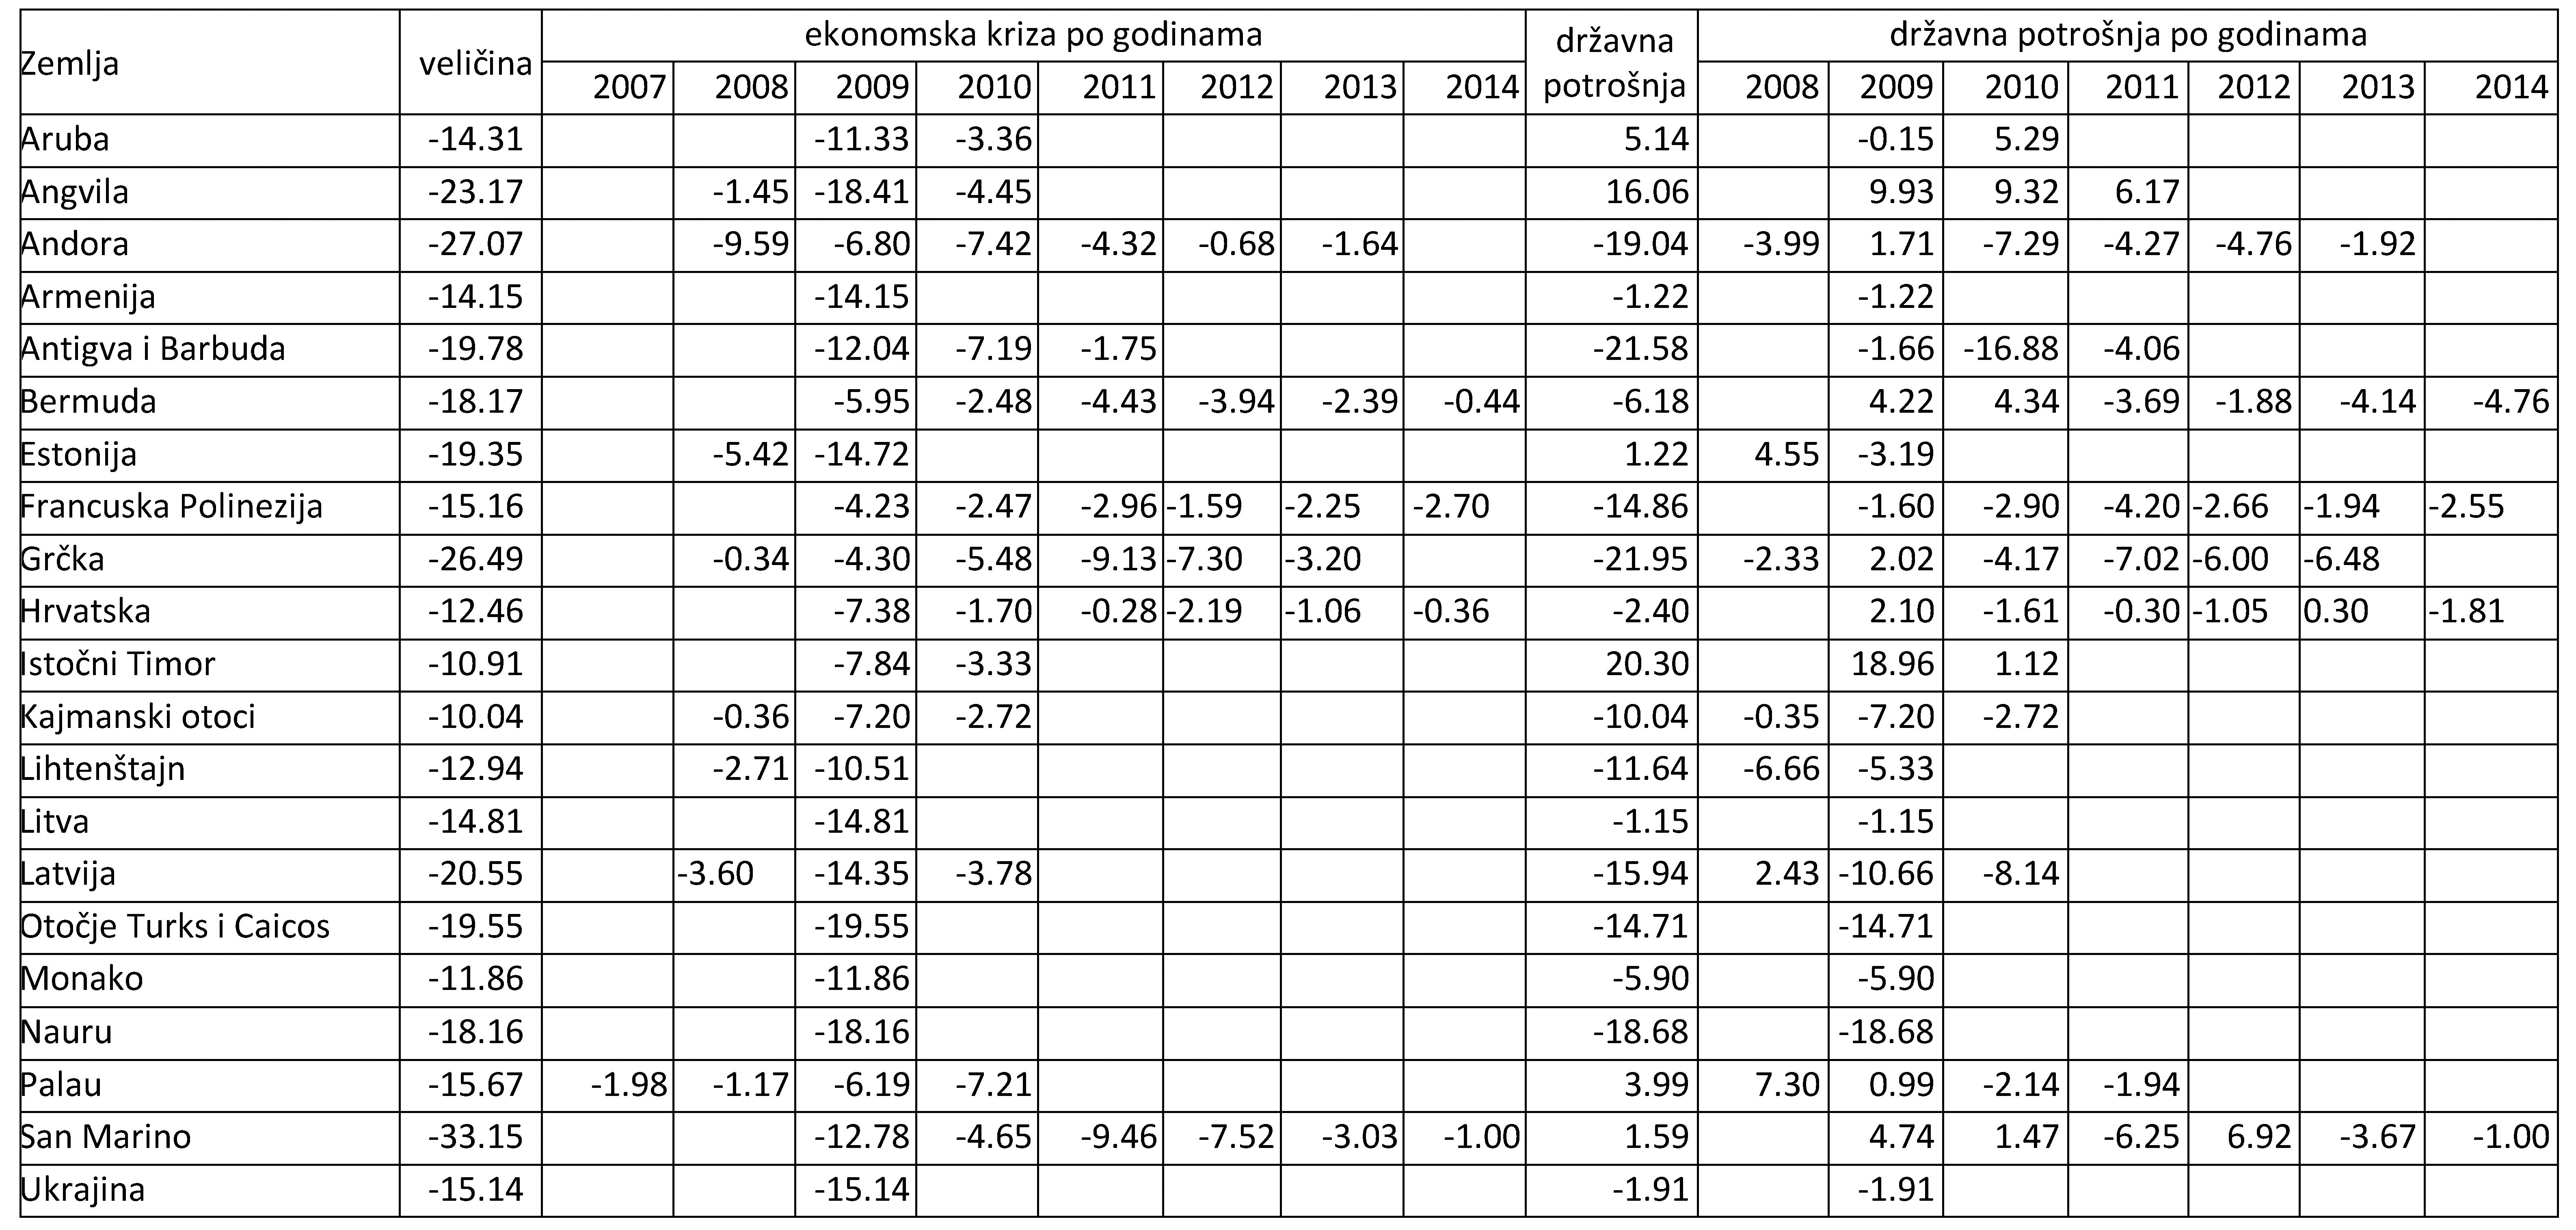 Zemlja veličina ekonomska kriza po godinama državna potrošnja državna potrošnja po godinama
2007 2008 2009 2010 2011 2012 2013 2014 2008 2009 2010 2011 2012 2013 2014
Aruba -14.31 -11.33 -3.36 5.14 -0.15 5.29
Angvila -23.17 -1.45 -18.41 -4.45 16.06 9.93 9.32 6.17
Andora -27.07 -9.59 -6.80 -7.42 -4.32 -0.68 -1.64 -19.04 -3.99 1.71 -7.29 -4.27 -4.76 -1.92
Armenija -14.15 -14.15 -1.22 -1.22
Antigva i Barbuda -19.78 -12.04 -7.19 -1.75 -21.58 -1.66 -16.88 -4.06
Bermuda -18.17 -5.95 -2.48 -4.43 -3.94 -2.39 -0.44 -6.18 4.22 4.34 -3.69 -1.88 -4.14 -4.76
Estonija -19.35 -5.42 -14.72 1.22 4.55 -3.19
Francuska Polinezija -15.16 -4.23 -2.47 -2.96 -1.59 -2.25 -2.70 -14.86 -1.60 -2.90 -4.20 -2.66 -1.94 -2.55
Grčka -26.49 -0.34 -4.30 -5.48 -9.13 -7.30 -3.20 -21.95 -2.33 2.02 -4.17 -7.02 -6.00 -6.48
Hrvatska -12.46 -7.38 -1.70 -0.28 -2.19 -1.06 -0.36 -2.40 2.10 -1.61 -0.30 -1.05 0.30 -1.81
Istočni Timor -10.91 -7.84 -3.33 20.30 18.96 1.12
Kajmanski otoci -10.04 -0.36 -7.20 -2.72 -10.04 -0.35 -7.20 -2.72
Lihtenštajn -12.94 -2.71 -10.51 -11.64 -6.66 -5.33
Litva -14.81 -14.81 -1.15 -1.15
Latvija -20.55 -3.60 -14.35 -3.78 -15.94 2.43 -10.66 -8.14
Otočje Turks i Caicos -19.55 -19.55 -14.71 -14.71
Monako -11.86 -11.86 -5.90 -5.90
Nauru -18.16 -18.16 -18.68 -18.68
Palau -15.67 -1.98 -1.17 -6.19 -7.21 3.99 7.30 0.99 -2.14 -1.94
San Marino -33.15 -12.78 -4.65 -9.46 -7.52 -3.03 -1.00 1.59 4.74 1.47 -6.25 6.92 -3.67 -1.00
Ukrajina -15.14 -15.14 -1.91 -1.91